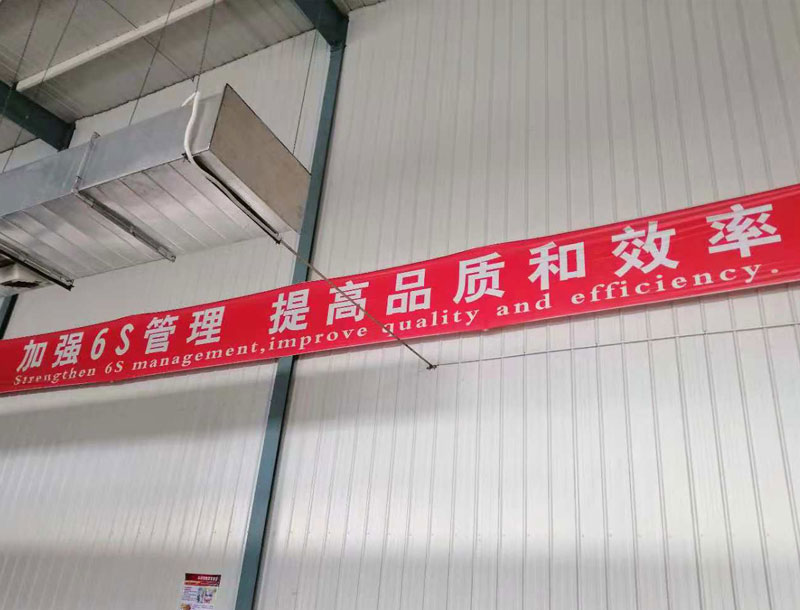 加强6S管理 提高品质和效率
Strengthen 6S management,improve quality and efficiency.